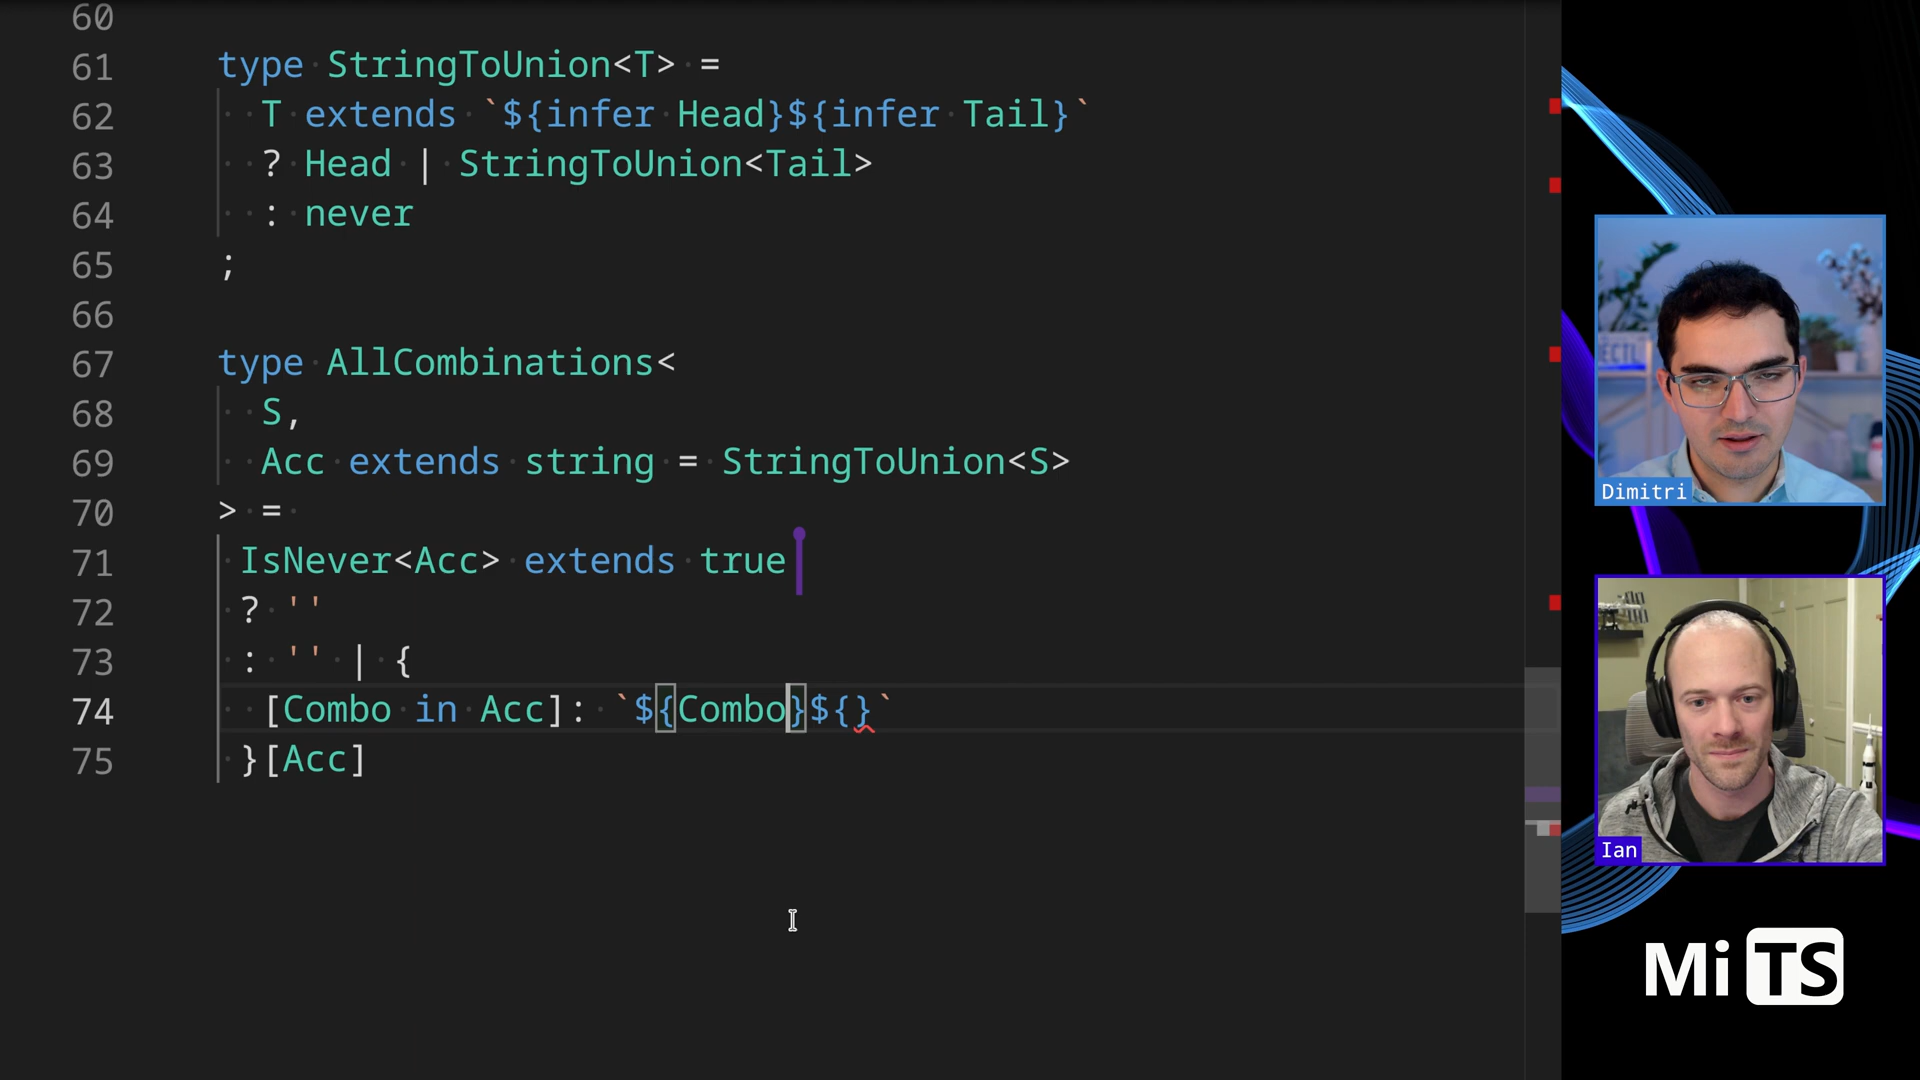 60
61 type StringToUnion<T> =
62 T extends `${infer Head}${infer Tail}`
63 ? Head | StringToUnion<Tail>
64 : never
65 ;
66
67 type AllCombinations<
68 S,
69 Acc extends string = StringToUnion<S>
70 > =
71 IsNever<Acc> extends true
72 ? ''
73 : '' | {
74 [Combo in Acc]: `${Combo}${}`
75 }[Acc]
ECTL
Dimitri
Ian
Mi TS